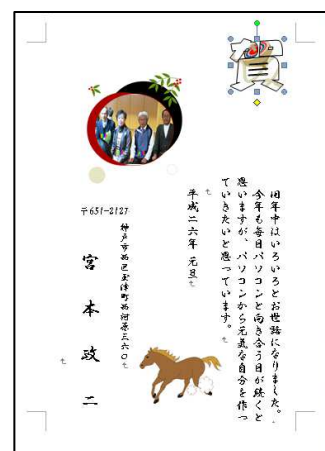 賀
旧年中はいろいろとお世話になりました。
今年も毎日パソコンと向き合う日が続くと
思いますが、パソコンから元気な自分を作っ
ていきたいと思っています。
平成二六年 元旦
〒651-2127
神戸市西区玉津町西河原三六〇
宮本政二